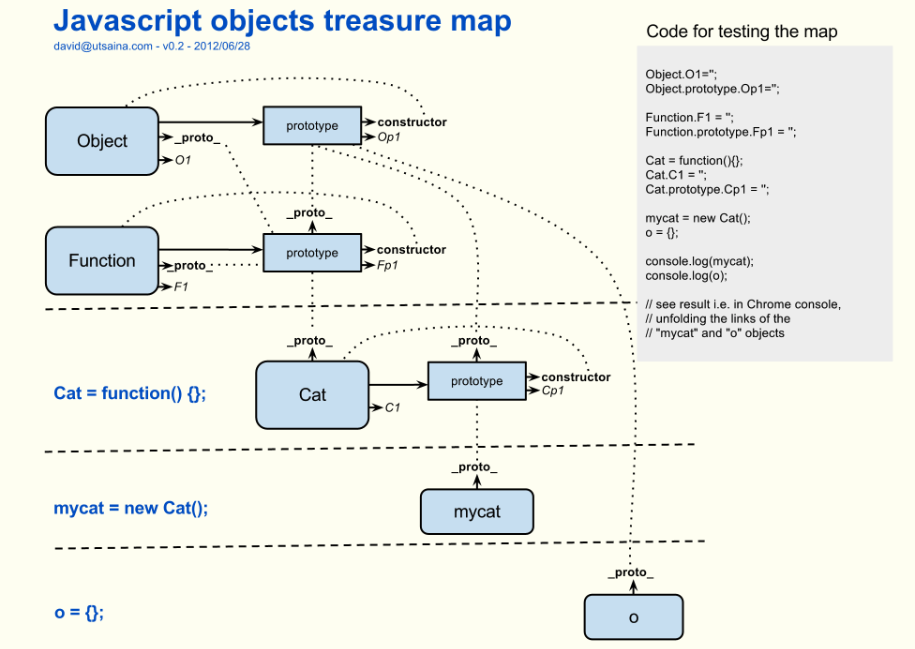 Javascript objects treasure map
david@utsaina.com - v0.2 - 2012/06/28
Code for testing the map
Object.O1='';
Object.prototype.Op1='';
Function.F1 = '';
Function.prototype.Fp1 = '';
Cat = function(){};
Cat.C1 = '';
Cat.prototype.Cp1 = '';
mycat = new Cat();
o = {};
console.log(mycat);
console.log(o);
// see result i.e. in Chrome console,
// unfolding the links of the
// "mycat" and "o" objects
Object
prototype
constructor
_proto_
Op1
O1
_proto_
Function
prototype
constructor
_proto_
Fp1
F1
_proto_
_proto_
Cat = function() {};
Cat
prototype
constructor
Cp1
C1
_proto_
mycat = new Cat();
mycat
_proto_
o = {};
o